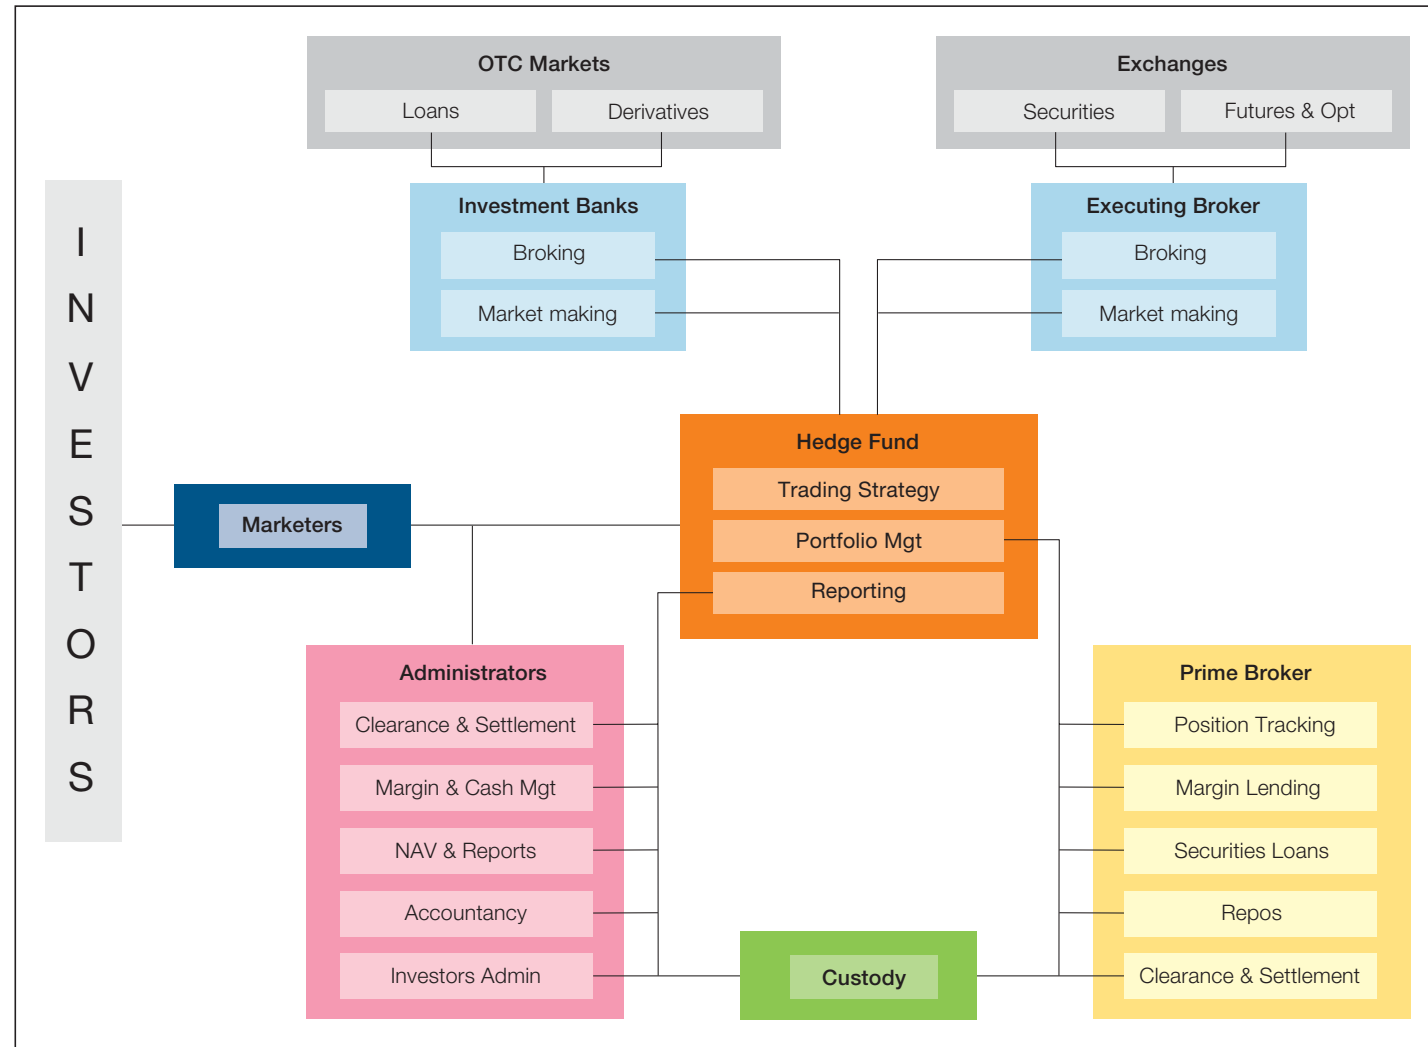 OTC Markets
Loans
Derivatives
Exchanges
Securities
Futures & Opt
Investment Banks
Broking
Market making
Executing Broker
Broking
Market making
I
N
V
E
S
T
O
R
S
Marketers
Hedge Fund
Trading Strategy
Portfolio Mgt
Reporting
Administrators
Clearance & Settlement
Margin & Cash Mgt
NAV & Reports
Accountancy
Investors Admin
Custody
Prime Broker
Position Tracking
Margin Lending
Securities Loans
Repos
Clearance & Settlement